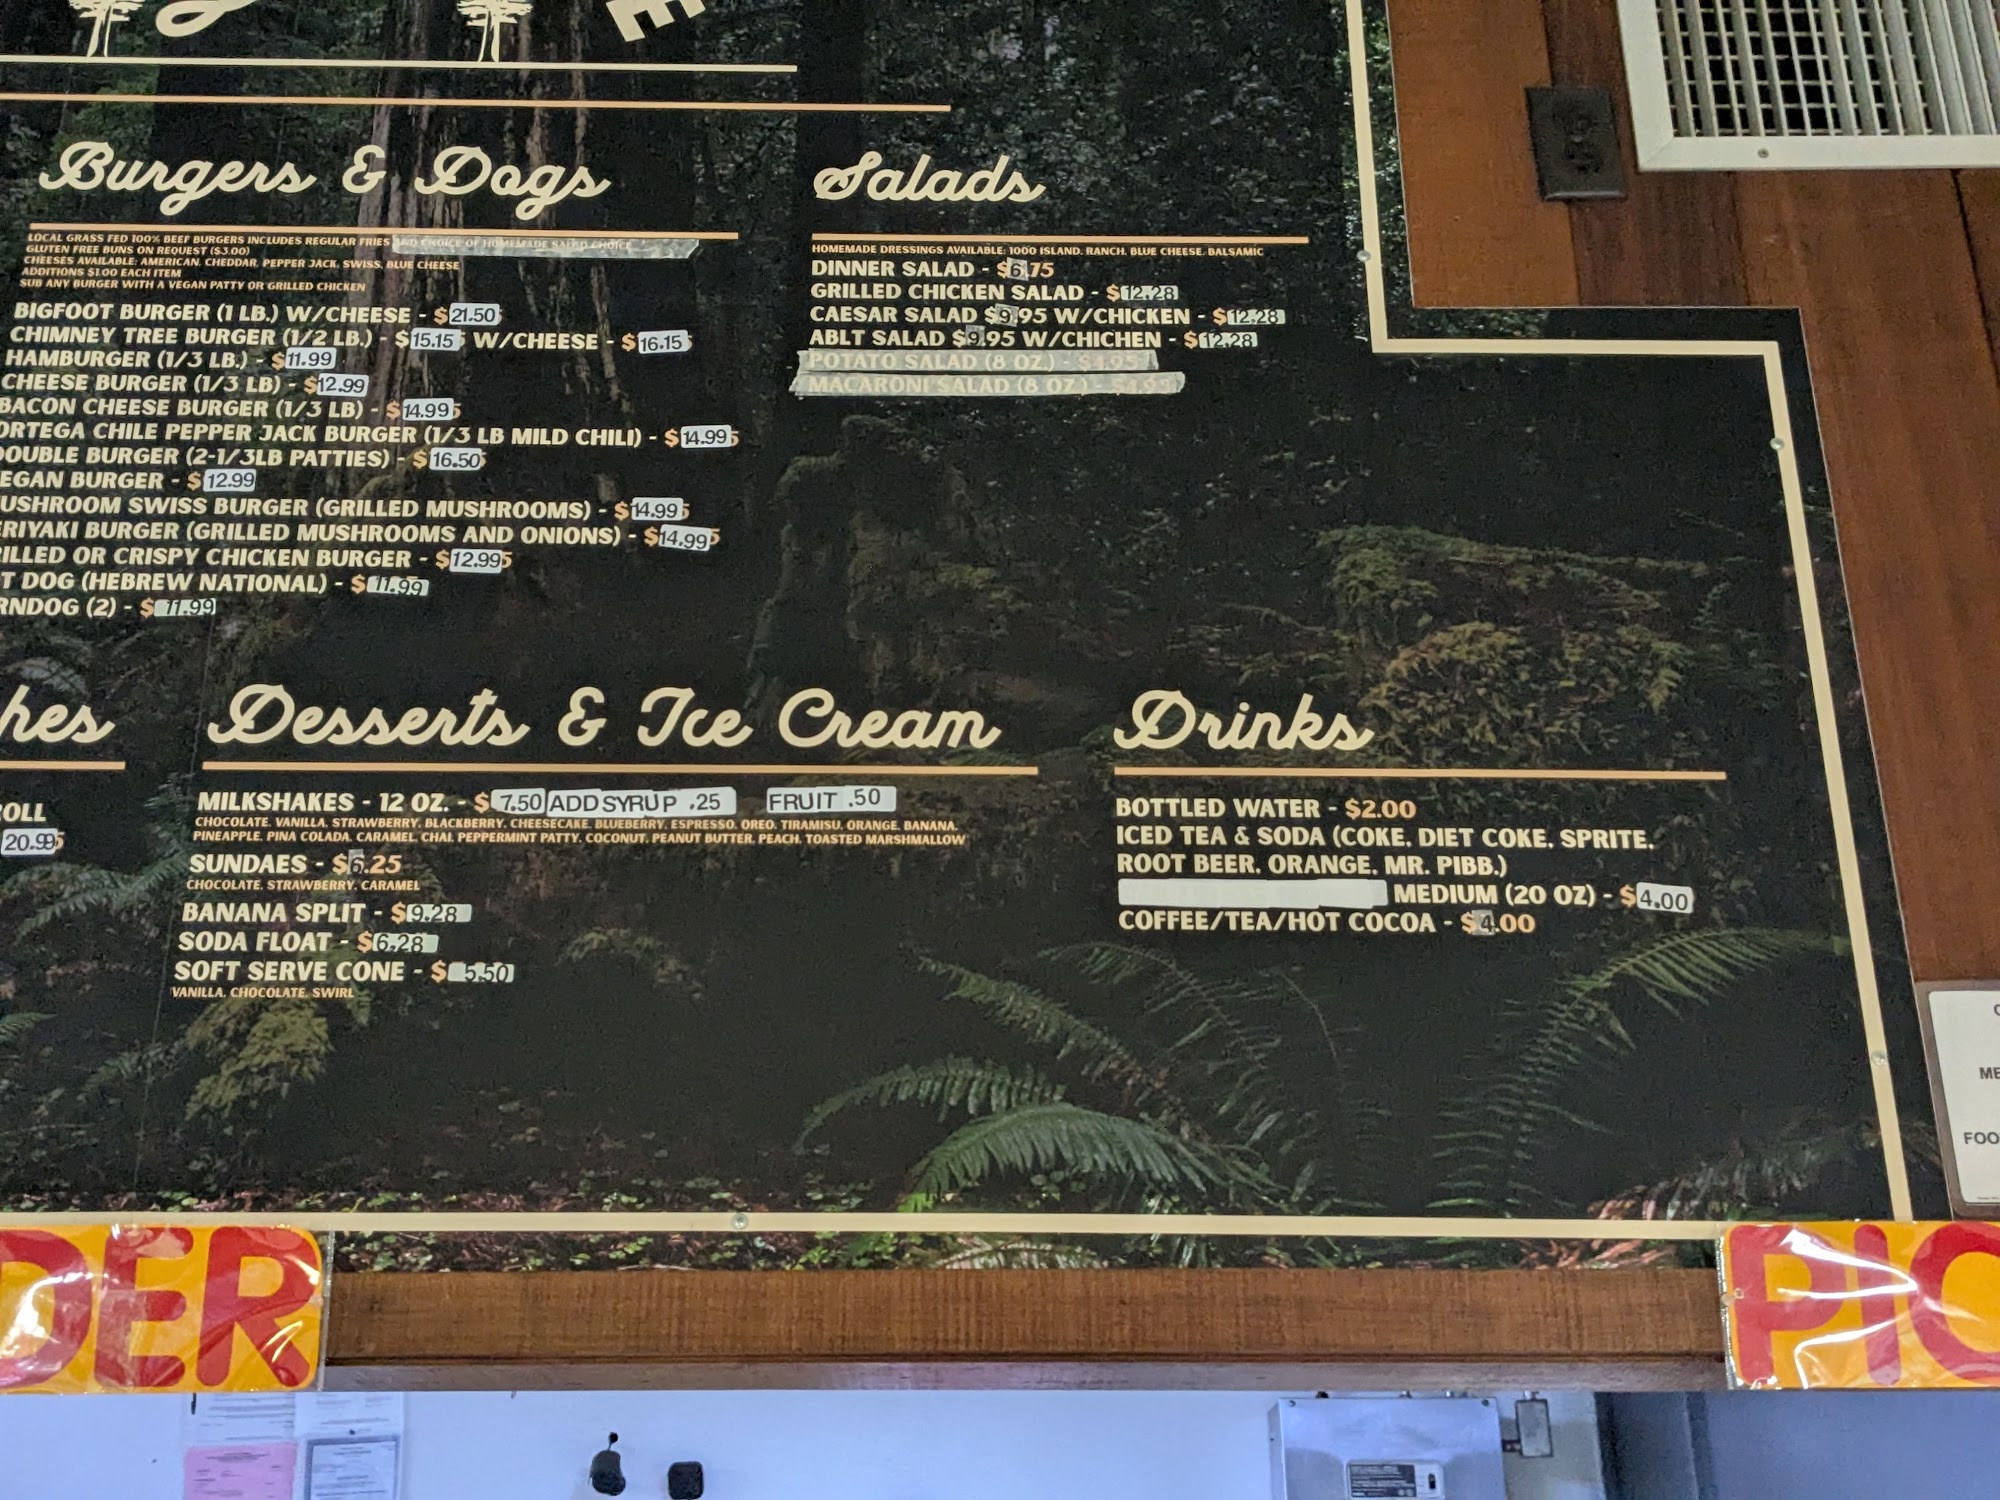 E
Burgers & Dogs
LOCAL GRASS FED 100% BEEF BURGERS INCLUDES REGULAR FRIES AND CHOICE OF HOMEMADE SALAD CHOICE
GLUTEN FREE BUNS ON REQUEST ($3.00)
CHEESES AVAILABLE: AMERICAN, CHEDDAR, PEPPER JACK, SWISS, BLUE CHEESE
ADDITIONS $1.00 EACH ITEM
SUB ANY BURGER WITH A VEGAN PATTY OR GRILLED CHICKEN
BIGFOOT BURGER (1 LB.) W/CHEESE - $21.50
CHIMNEY TREE BURGER (1/2 LB.) - $15.15 W/CHEESE - $16.15
HAMBURGER (1/3 LB.) - $11.99
CHEESE BURGER (1/3 LB) - $12.99
BACON CHEESE BURGER (1/3 LB) - $14.99
ORTEGA CHILE PEPPER JACK BURGER (1/3 LB MILD CHILI) - $14.99
DOUBLE BURGER (2-1/3LB PATTIES) - $16.50
EGAN BURGER - $12.99
USHROOM SWISS BURGER (GRILLED MUSHROOMS) - $14.99
ERIYAKI BURGER (GRILLED MUSHROOMS AND ONIONS) - $14.99
RILLED OR CRISPY CHICKEN BURGER - $12.99
T DOG (HEBREW NATIONAL) - $11.99
RNDOG (2) - $11.99
Salads
HOMEMADE DRESSINGS AVAILABLE: 1000 ISLAND, RANCH, BLUE CHEESE, BALSAMIC
DINNER SALAD - $6.75
GRILLED CHICKEN SALAD - $12.28
CAESAR SALAD $9.95 W/CHICKEN - $12.28
ABLT SALAD $9.95 W/CHICHEN - $12.28
POTATO SALAD (8 OZ.) - $4.95
MACARONI SALAD (8 OZ.) - $4.95
hes
OLL
20.99
Desserts & Ice Cream
MILKSHAKES - 12 OZ. - $7.50 ADD SYRUP .25 FRUIT .50
CHOCOLATE, VANILLA, STRAWBERRY, BLACKBERRY, CHEESECAKE, BLUEBERRY, ESPRESSO, OREO, TIRAMISU, ORANGE, BANANA,
PINEAPPLE, PINA COLADA, CARAMEL, CHAI, PEPPERMINT PATTY, COCONUT, PEANUT BUTTER, PEACH, TOASTED MARSHMALLOW
SUNDAES - $6.25
CHOCOLATE, STRAWBERRY, CARAMEL
BANANA SPLIT - $9.28
SODA FLOAT - $6.28
SOFT SERVE CONE - $5.50
VANILLA, CHOCOLATE, SWIRL
Drinks
BOTTLED WATER - $2.00
ICED TEA & SODA (COKE, DIET COKE, SPRITE,
ROOT BEER, ORANGE, MR. PIBB.)
MEDIUM (20 OZ) - $4.00
COFFEE/TEA/HOT COCOA - $4.00
ME
FOO
DER
PIC